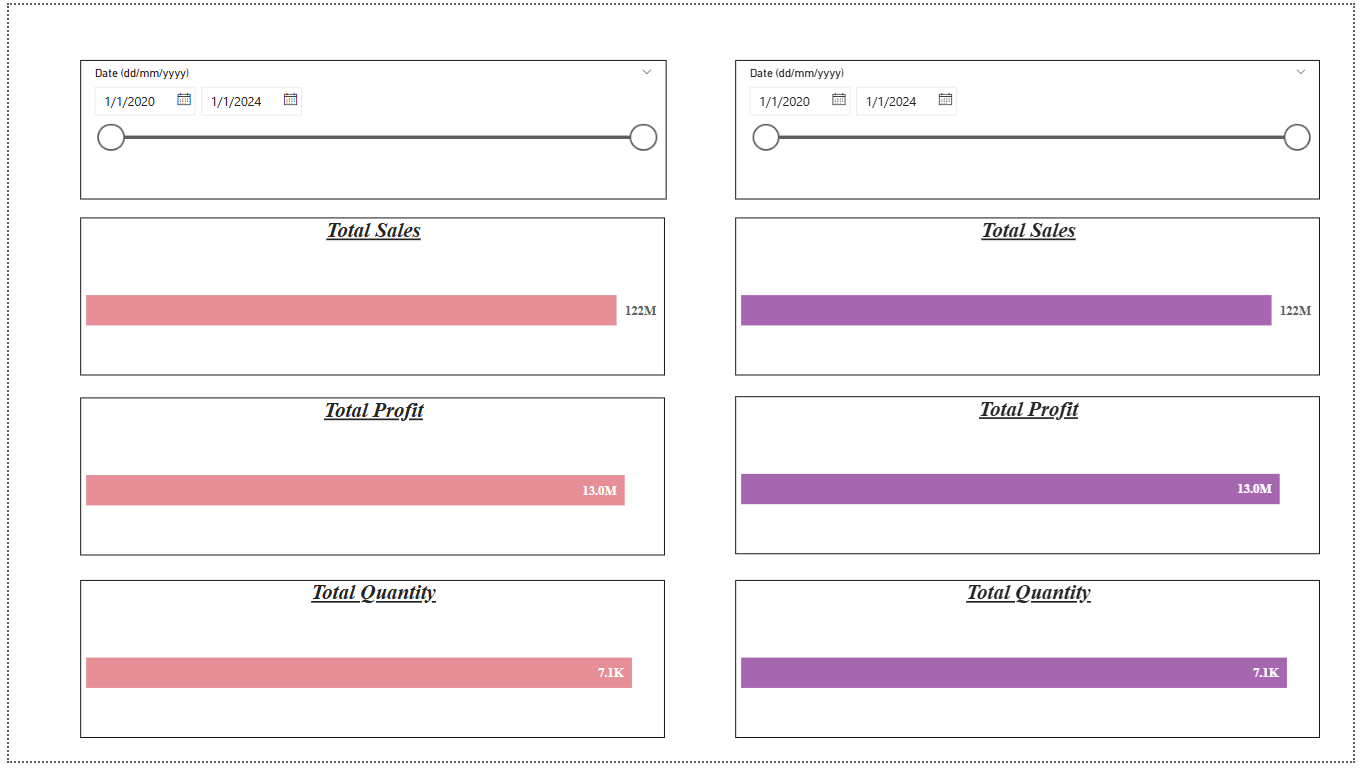 Date (dd/mm/yyyy)
1/1/2020 1/1/2024
Total Sales
122M
Total Profit
13.0M
Total Quantity
7.1K
Date (dd/mm/yyyy)
1/1/2020 1/1/2024
Total Sales
122M
Total Profit
13.0M
Total Quantity
7.1K